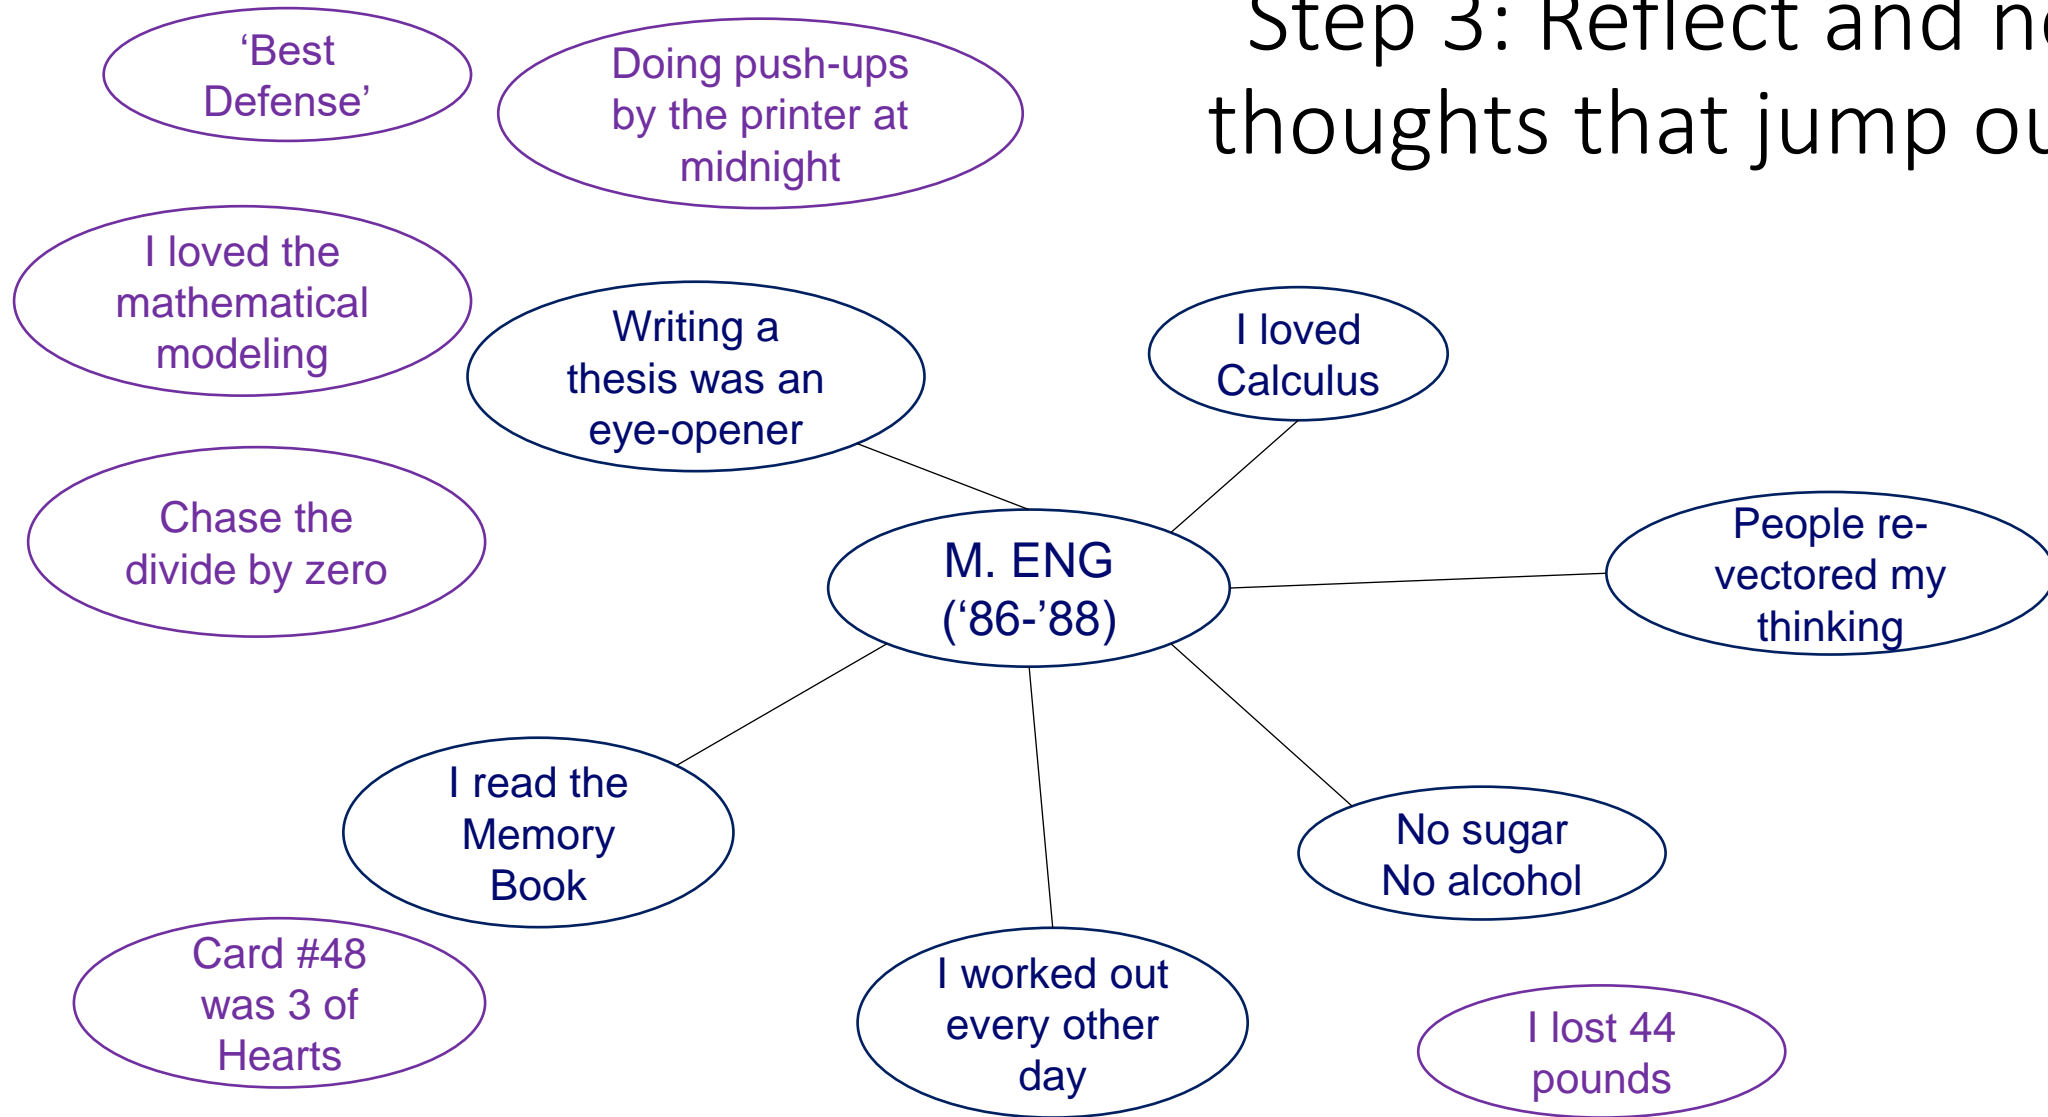 Step 3: Reflect and
thoughts that jump
‘Best
Defense’
Doing push-ups
by the printer at
midnight
I loved the
mathematical
modeling
Writing a
thesis was an
eye-opener
I loved
Calculus
Chase the
divide by zero
M. ENG
(‘86-’88)
People re-
vectored my
thinking
I read the
Memory
Book
No sugar
No alcohol
Card #48
was 3 of
Hearts
I worked out
every other
day
I lost 44
pounds